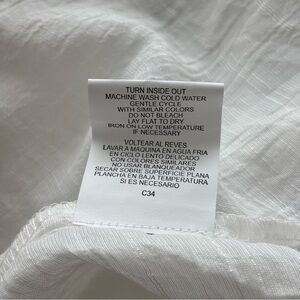 TURN INSIDE OUT
MACHINE WASH COLD WATER
GENTLE CYCLE
WITH SIMILAR COLORS
DO NOT BLEACH
LAY FLAT TO DRY
IRON ON LOW TEMPERATURE
IF NECESSARY
VOLTEAR AL REVES
LAVAR A MAQUINA EN AGUA FRIA
EN CICLO LENTO DELICADO
CON COLORES SIMILARES
NO USAR BLANQUEADOR
SECAR SOBRE SUPERFICIE PLANA
PLANCHA EN BAJA TEMPERATURA
SI ES NECESARIO
C34